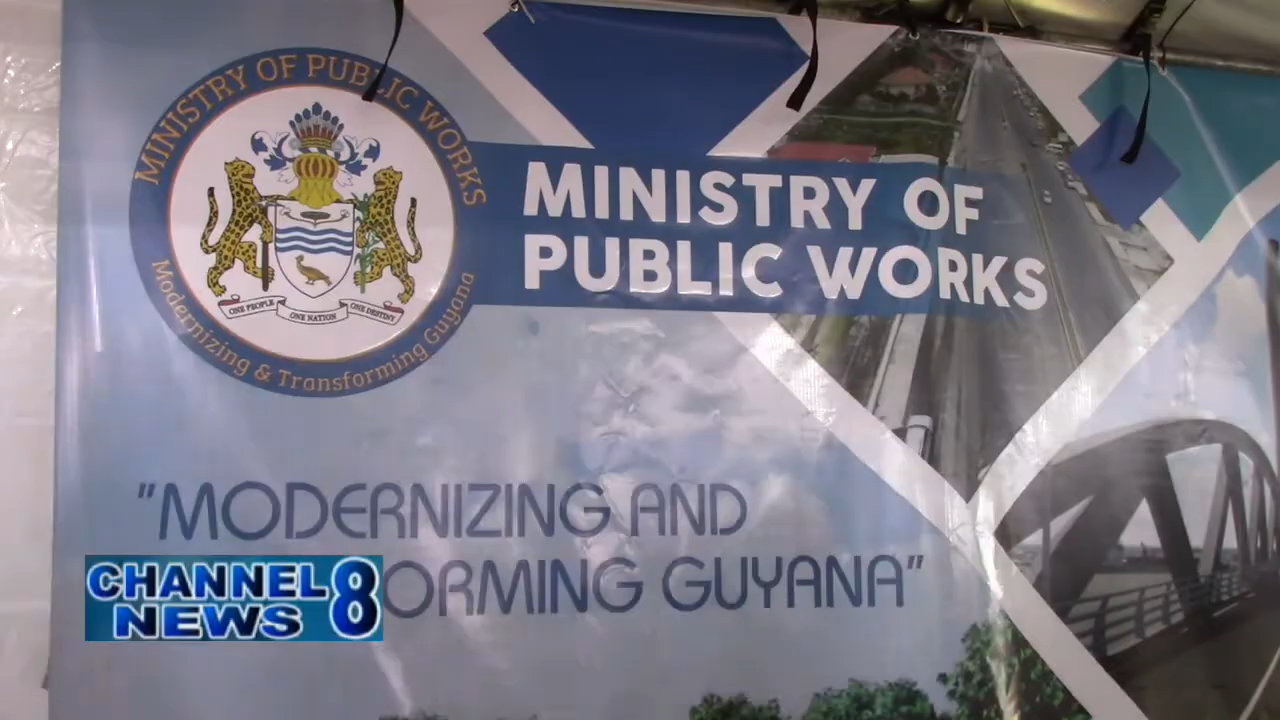 MINISTRY OF PUBLIC WORKS
ONE PEOPLE
ONE NATION
ONE DESTINY
Modernizing & Transforming Guyana
MINISTRY OF
PUBLIC WORKS
"MODERNIZING AND
ORMING GUYANA"
CHANNEL 8
NEWS